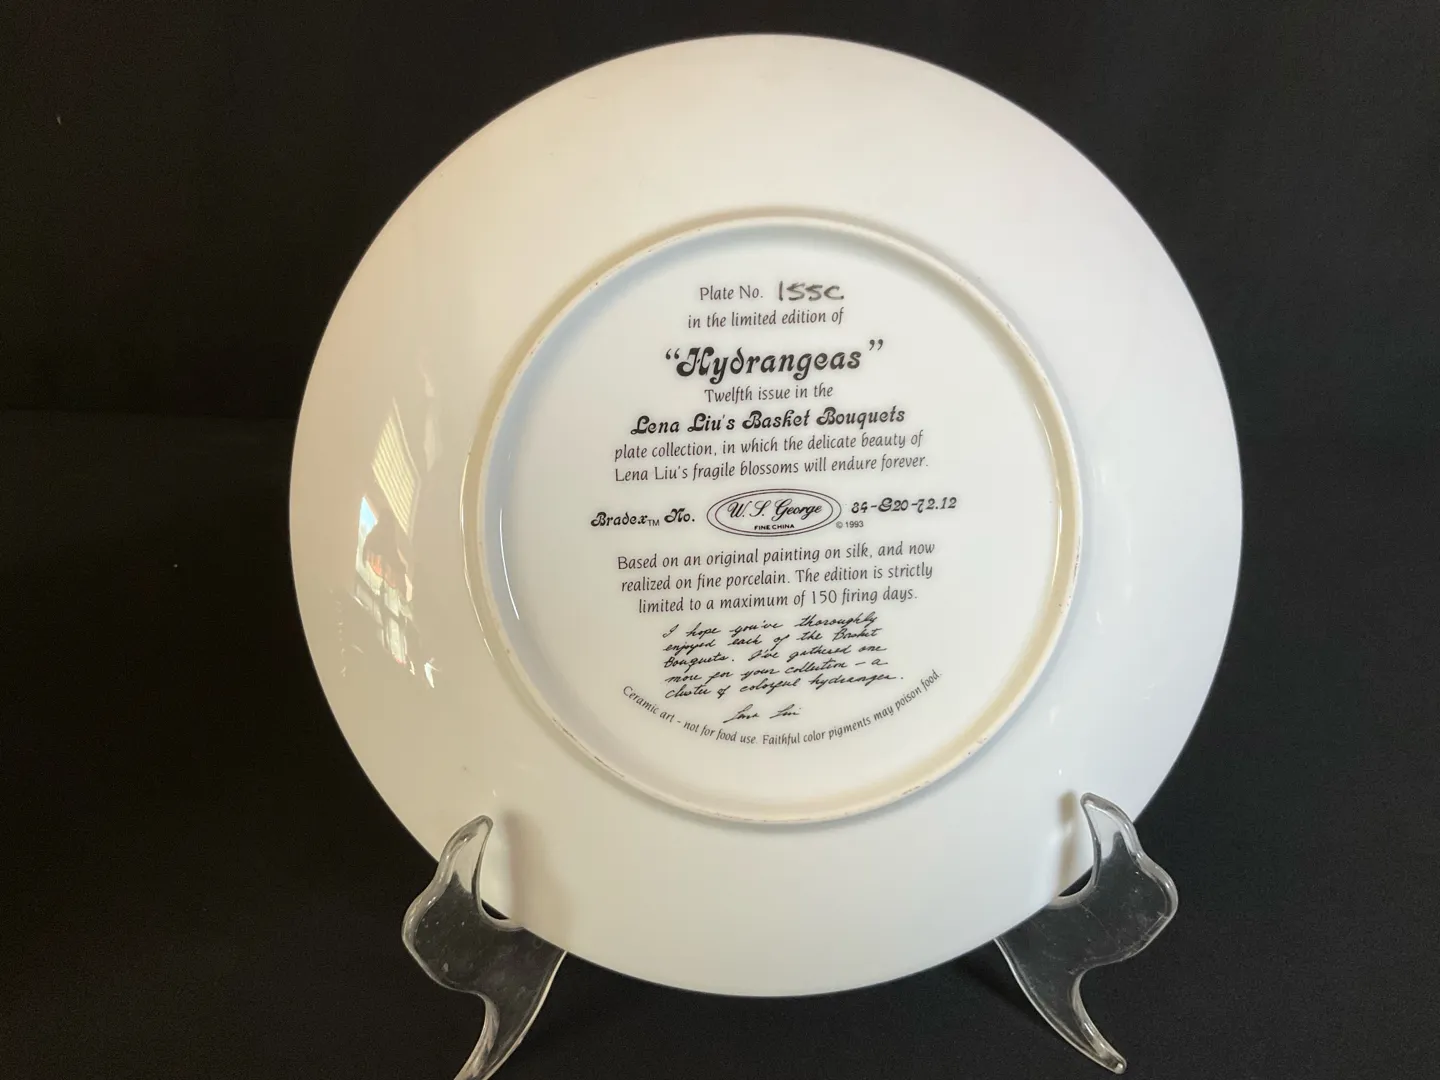 Plate No. 155C
in the limited edition of
“Hydrangeas”
Twelfth issue in the
Lena Liu's Basket Bouquets
plate collection, in which the delicate beauty of
Lena Liu's fragile blossoms will endure forever.
Bradex™ No. W. S. George FINE CHINA © 1993 84-G20-72.12
Based on an original painting on silk, and now
realized on fine porcelain. The edition is strictly
limited to a maximum of 150 firing days.
I hope you've thoroughly
enjoyed each of the Basket
Bouquets. I've gathered one
more for your collection – a
cluster of colorful hydrangea.
Lena Liu
Ceramic art - not for food use. Faithful color pigments may poison food.